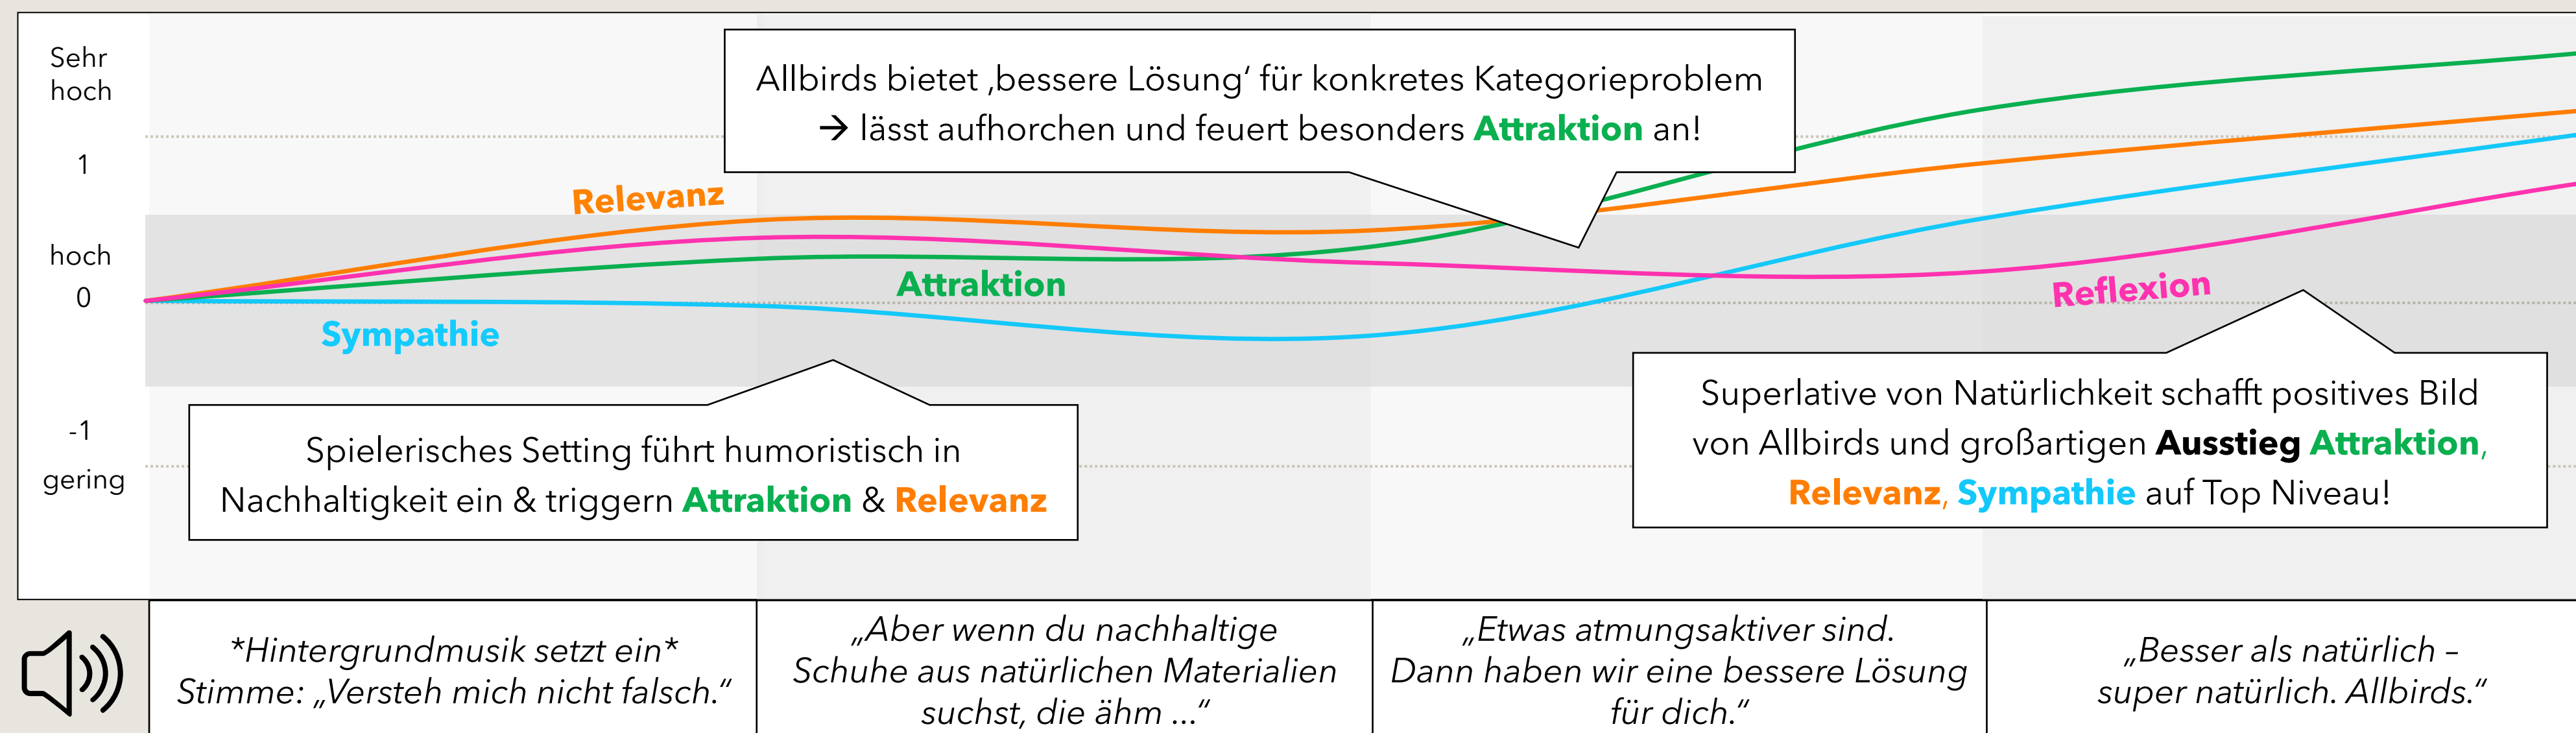 Sehr
hoch
1
hoch
0
-1
gering
Allbirds bietet ‚bessere Lösung‘ für konkretes Kategorieproblem
→ lässt aufhorchen und feuert besonders Attraktion an!
Relevanz
Attraktion
Sympathie
Reflexion
Spielerisches Setting führt humoristisch in
Nachhaltigkeit ein & triggern Attraktion & Relevanz
Superlative von Natürlichkeit schafft positives Bild
von Allbirds und großartigen Ausstieg Attraktion,
Relevanz, Sympathie auf Top Niveau!
*Hintergrundmusik setzt ein*
Stimme: „Versteh mich nicht falsch.“
„Aber wenn du nachhaltige
Schuhe aus natürlichen Materialien
suchst, die ähm ...“
„Etwas atmungsaktiver sind.
Dann haben wir eine bessere Lösung
für dich.“
„Besser als natürlich –
super natürlich. Allbirds.“